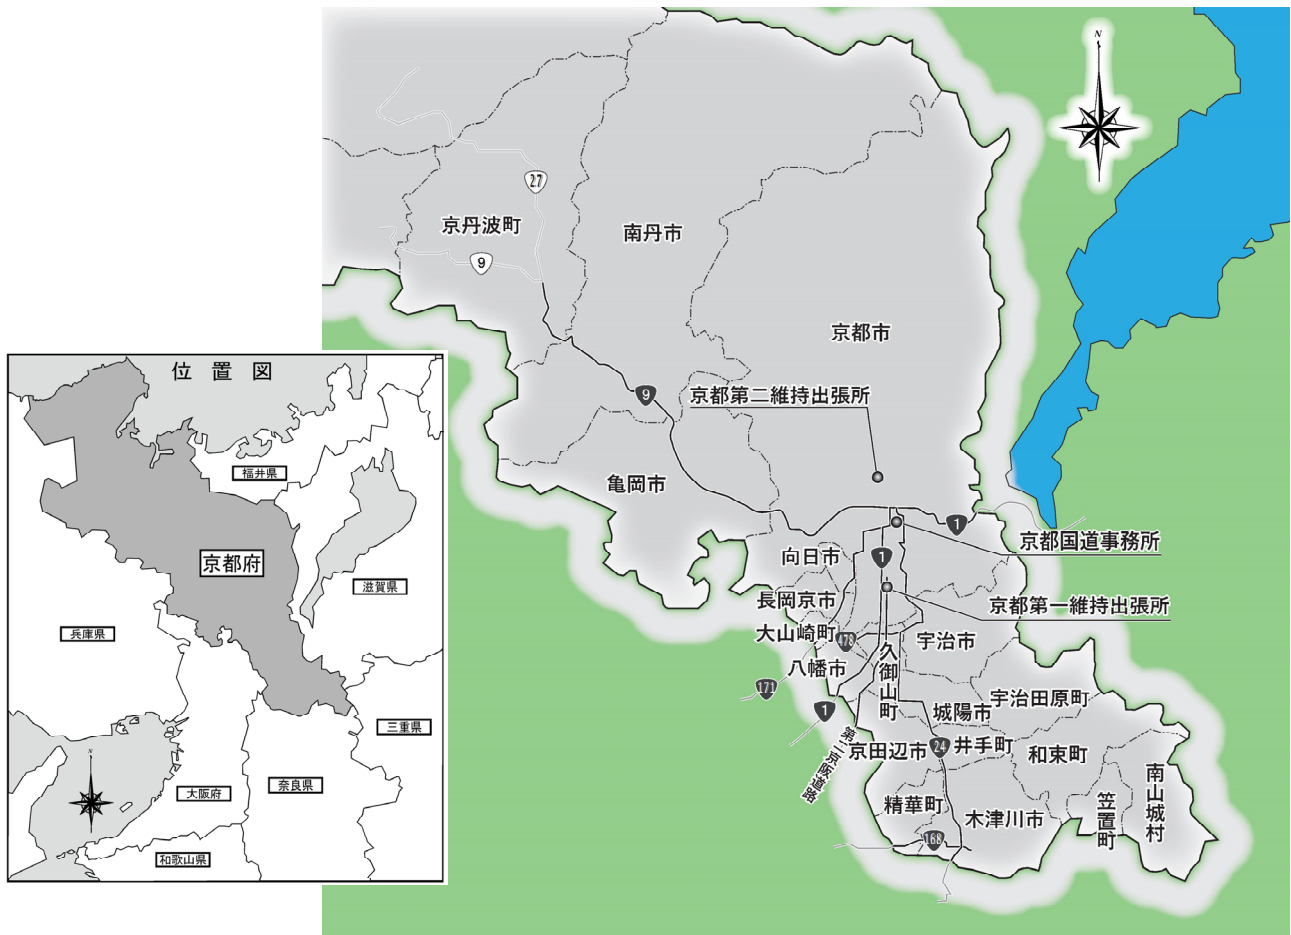 N
27
京丹波町
南丹市
9
京都市
9
京都第二維持出張所
亀岡市
1
京都国道事務所
向日市
1
長岡京市
京都第一維持出張所
大山崎町
478
宇治市
八幡市
久御山町
171
1
宇治田原町
城陽市
第二京阪道路
京田辺市
24
井手町
和束町
南山城村
精華町
木津川市
笠置町
168
位置図
福井県
京都府
滋賀県
兵庫県
三重県
N
大阪府
奈良県
和歌山県